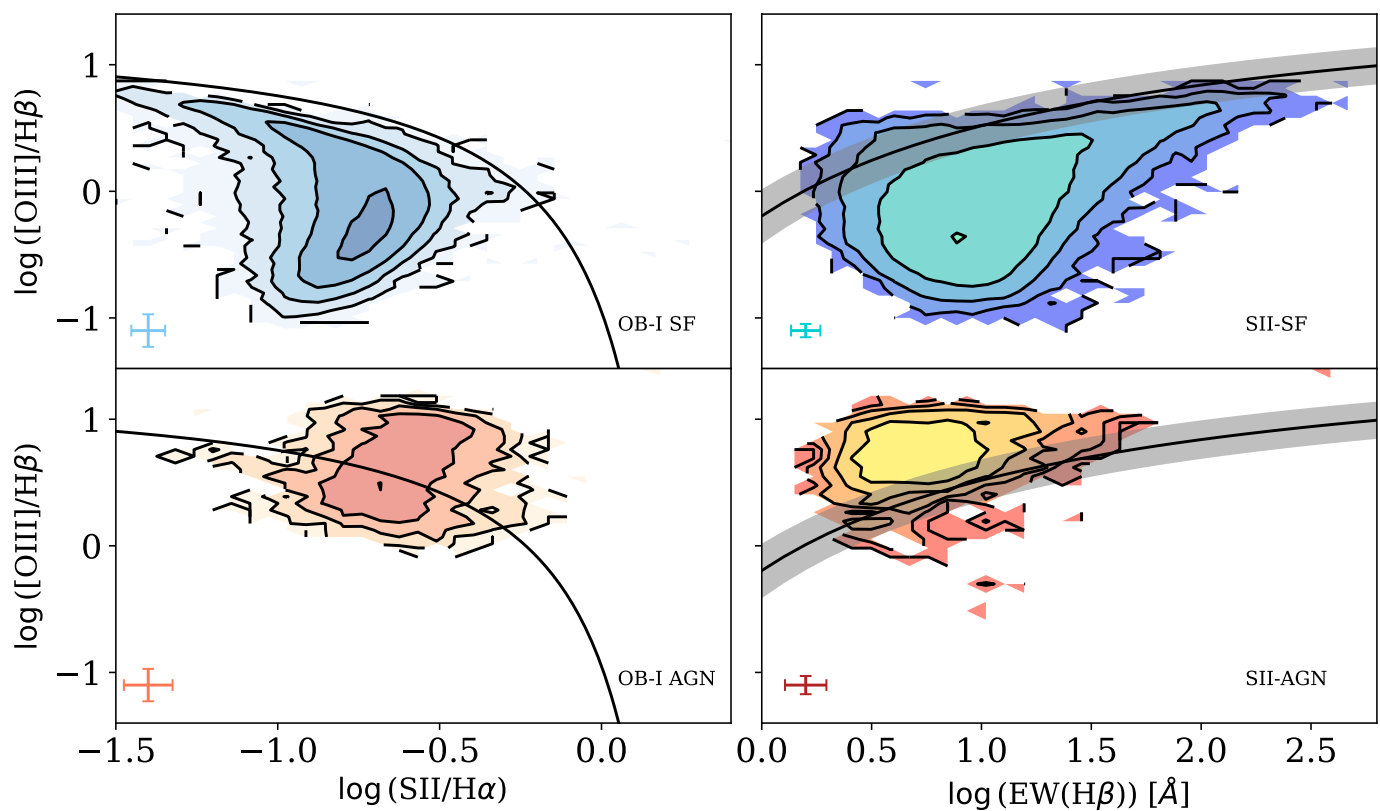 log ([OIII]/Hβ)
1
0
−1
OB-I SF
SII-SF
log ([OIII]/Hβ)
1
0
−1
OB-I AGN
SII-AGN
−1.5 −1.0 −0.5 0.0
0.0 0.5 1.0 1.5 2.0 2.5
log (SII/Hα)
log (EW(Hβ)) [Å]